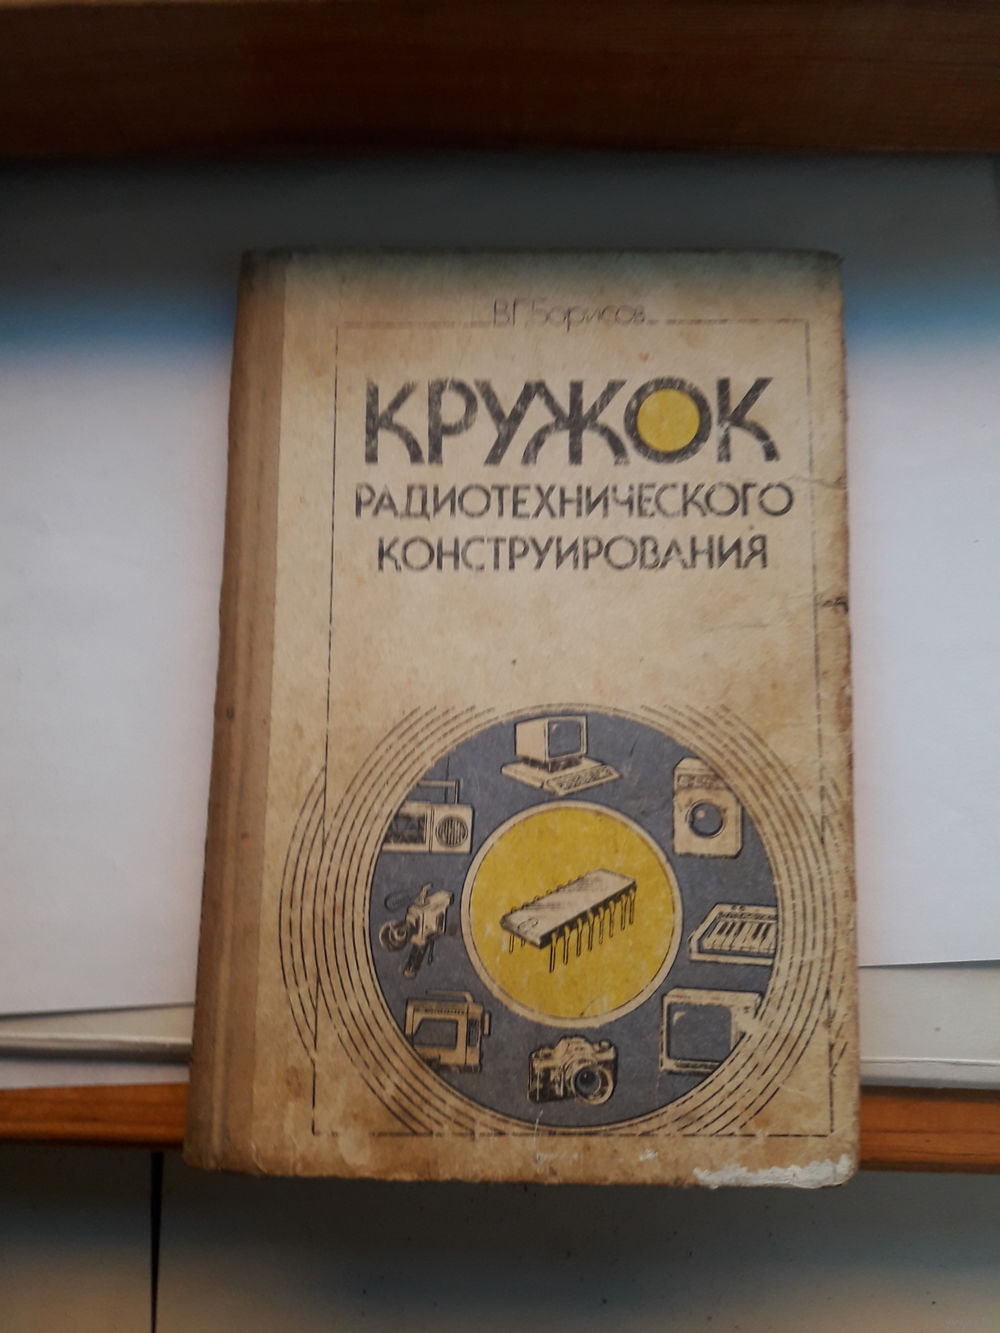 В.Г.Борисов
КРУЖОК
РАДИОТЕХНИЧЕСКОГО
КОНСТРУИРОВАНИЯ